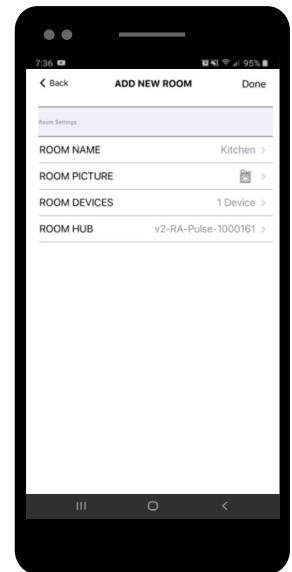 7:36 95%
Back ADD NEW ROOM Done
Room Settings
ROOM NAME Kitchen >
ROOM PICTURE >
ROOM DEVICES 1 Device >
ROOM HUB v2-RA-Pulse-1000161 >